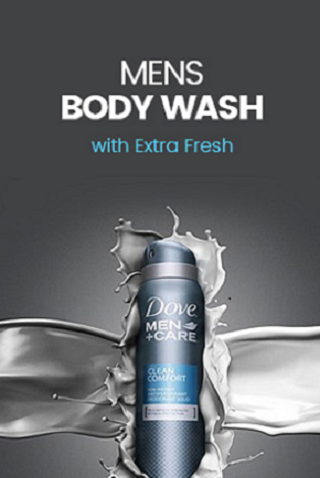 MENS
BODY WASH
with Extra Fresh
Dove
MEN
+CARE
CLEAN
COMFORT